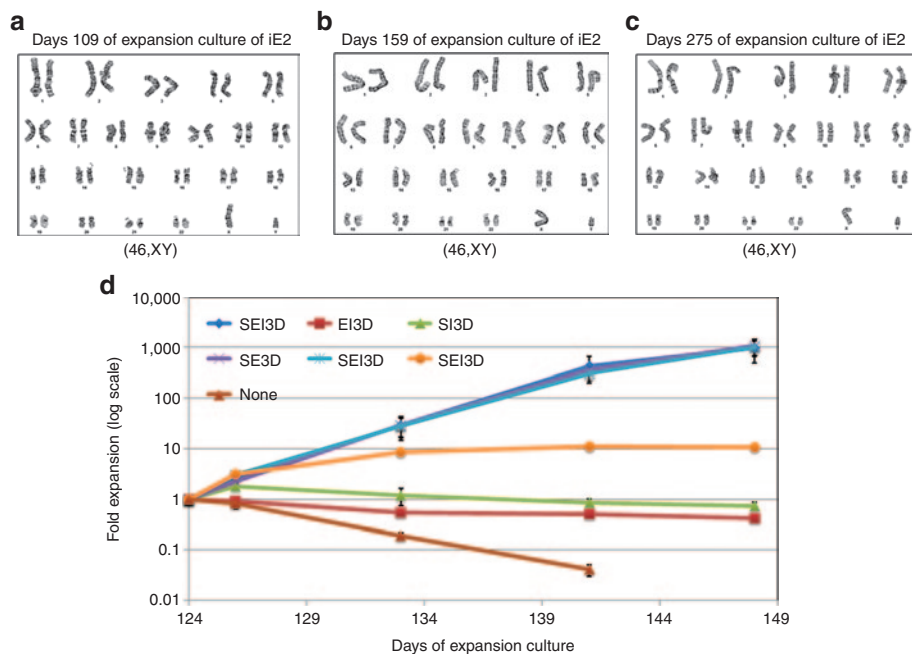 a
Days 109 of expansion culture of iE2
(46,XY)
b
Days 159 of expansion culture of iE2
(46,XY)
c
Days 275 of expansion culture of iE2
(46,XY)
d
10,000
1,000
100
10
1
0.1
0.01
Fold expansion (log scale)
SEI3D EI3D SI3D
SE3D SEI3D SEI3D
None
124 129 134 139 144 149
Days of expansion culture